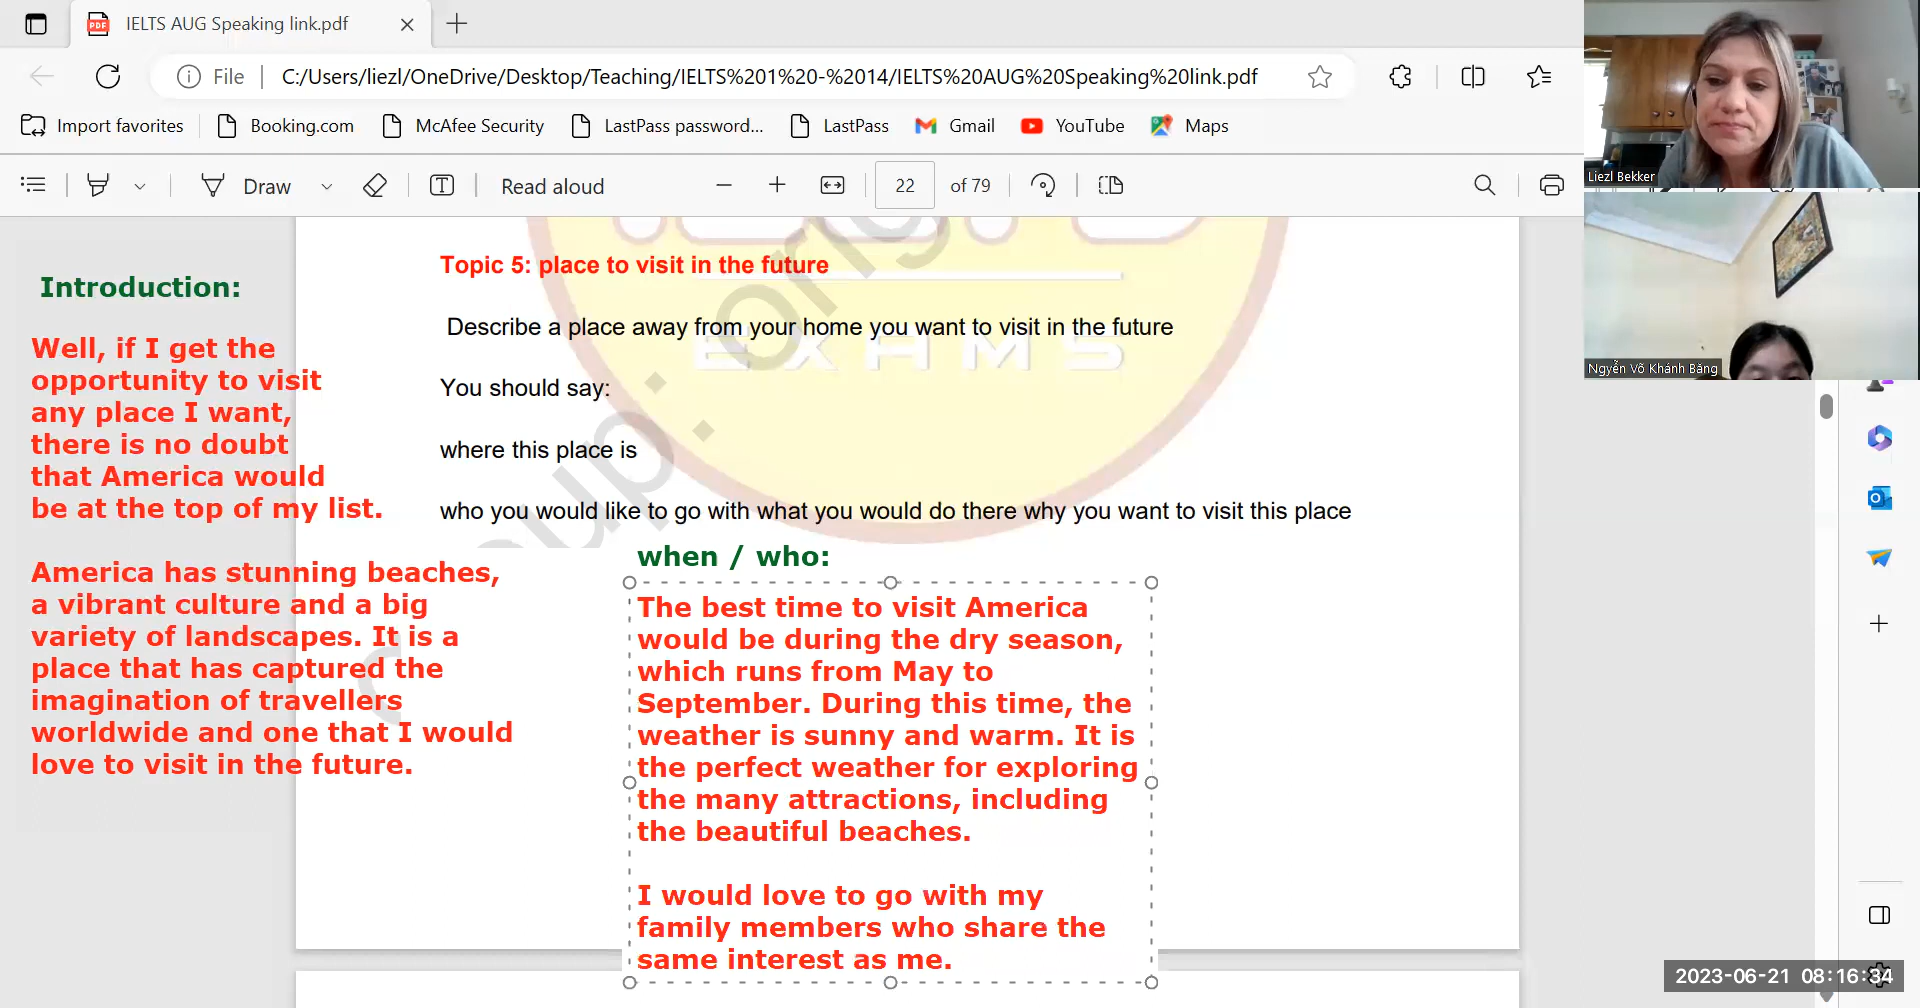 IELTS AUG Speaking link.pdf
File
C:/Users/liezl/OneDrive/Desktop/Teaching/IELTS%201%20-%2014/IELTS%20AUG%20Speaking%20link.pdf
Import favorites
Booking.com
McAfee Security
LastPass password...
LastPass
Gmail
YouTube
Maps
Draw
Read aloud
22
of 79
Liezl Bekker
Nguyễn Võ Khánh Băng
Topic 5: place to visit in the future
Describe a place away from your home you want to visit in the future
EXAMS
You should say:
where this place is
who you would like to go with what you would do there why you want to visit this place
Introduction:
Well, if I get the
opportunity to visit
any place I want,
there is no doubt
that America would
be at the top of my list.
America has stunning beaches,
a vibrant culture and a big
variety of landscapes. It is a
place that has captured the
imagination of travellers
worldwide and one that I would
love to visit in the future.
when / who:
The best time to visit America
would be during the dry season,
which runs from May to
September. During this time, the
weather is sunny and warm. It is
the perfect weather for exploring
the many attractions, including
the beautiful beaches.
I would love to go with my
family members who share the
same interest as me.
2023-06-21 08:16:34